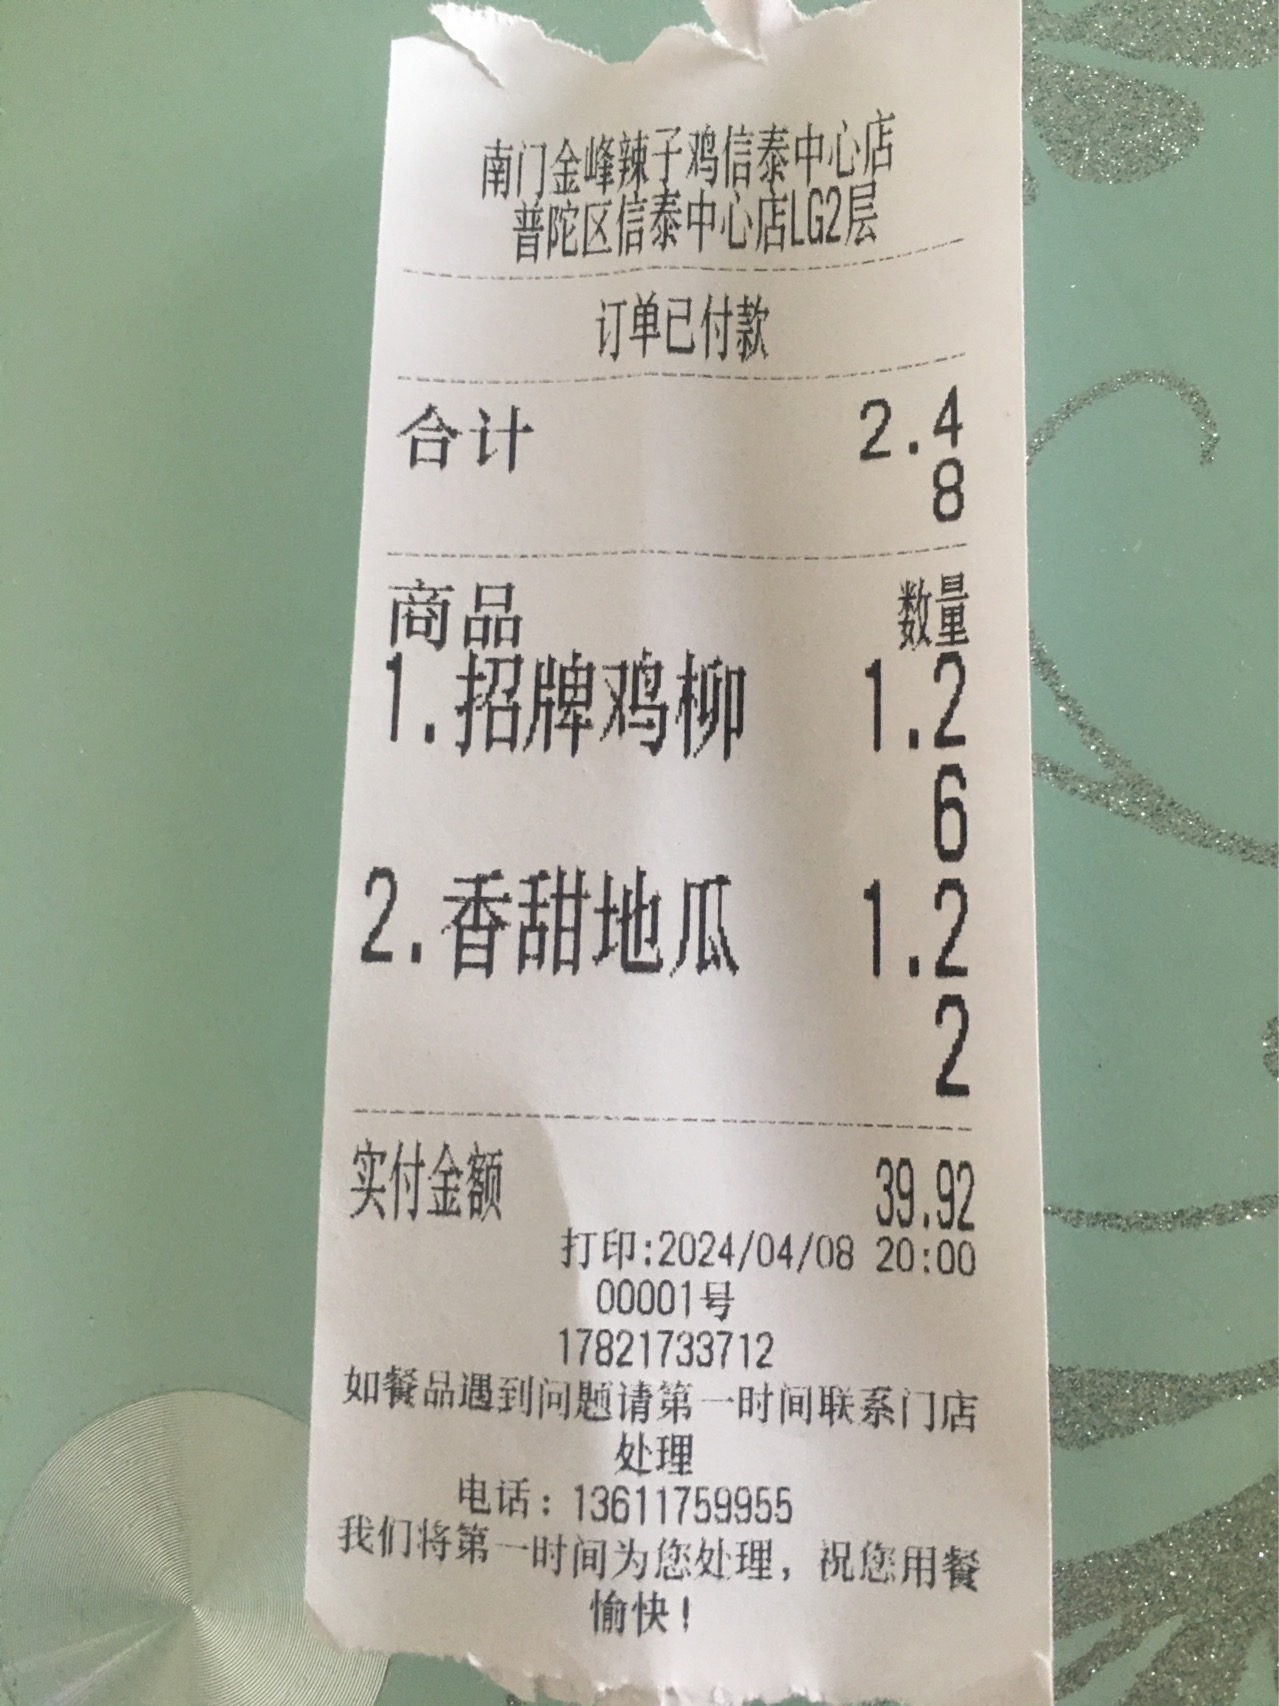 南门金峰辣子鸡信泰中心店
普陀区信泰中心店LG2层
订单已付款
合计 2.4
8
商品 数量
1.招牌鸡柳 1.2
6
2.香甜地瓜 1.2
2
实付金额 39.92
打印:2024/04/08 20:00
00001号
17821733712
如餐品遇到问题请第一时间联系门店
处理
电话：13611759955
我们将第一时间为您处理，祝您用餐
愉快！